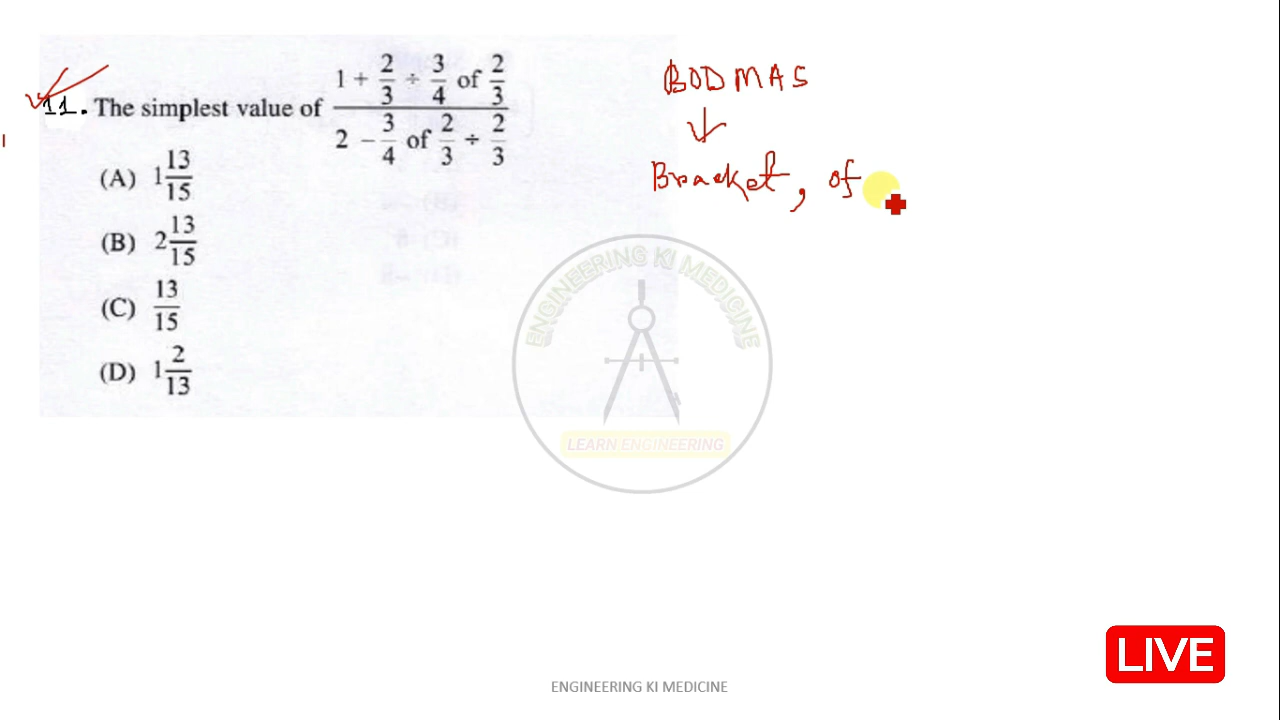 11. The simplest value of (1 + 2/3 ÷ 3/4 of 2/3) / (2 - 3/4 of 2/3 ÷ 2/3)
(A) 1 13/15
(B) 2 13/15
(C) 13/15
(D) 1 2/13
BODMAS
Bracket, of
ENGINEERING KI MEDICINE
LEARN ENGINEERING
LIVE
ENGINEERING KI MEDICINE